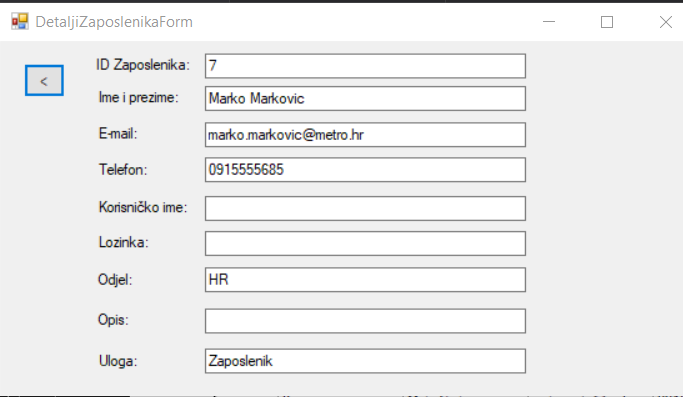 DetaljiZaposlenikaForm
<
ID Zaposlenika: 7
Ime i prezime: Marko Markovic
E-mail: marko.markovic@metro.hr
Telefon: 0915555685
Korisničko ime:
Lozinka:
Odjel: HR
Opis:
Uloga: Zaposlenik